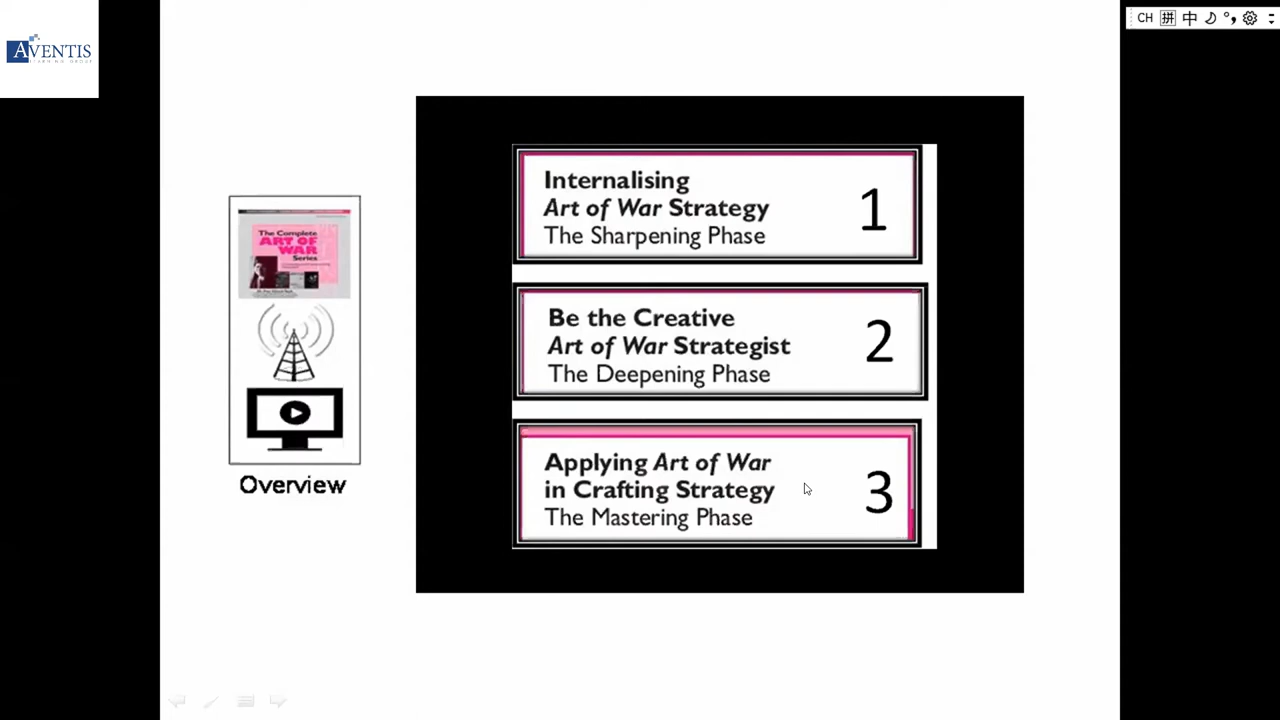 AVENTIS
LEARNING GROUP
CH 拼 中
The Complete
ART OF
WAR
Series
Overview
Internalising
Art of War Strategy
The Sharpening Phase
1
Be the Creative
Art of War Strategist
The Deepening Phase
2
Applying Art of War
in Crafting Strategy
The Mastering Phase
3